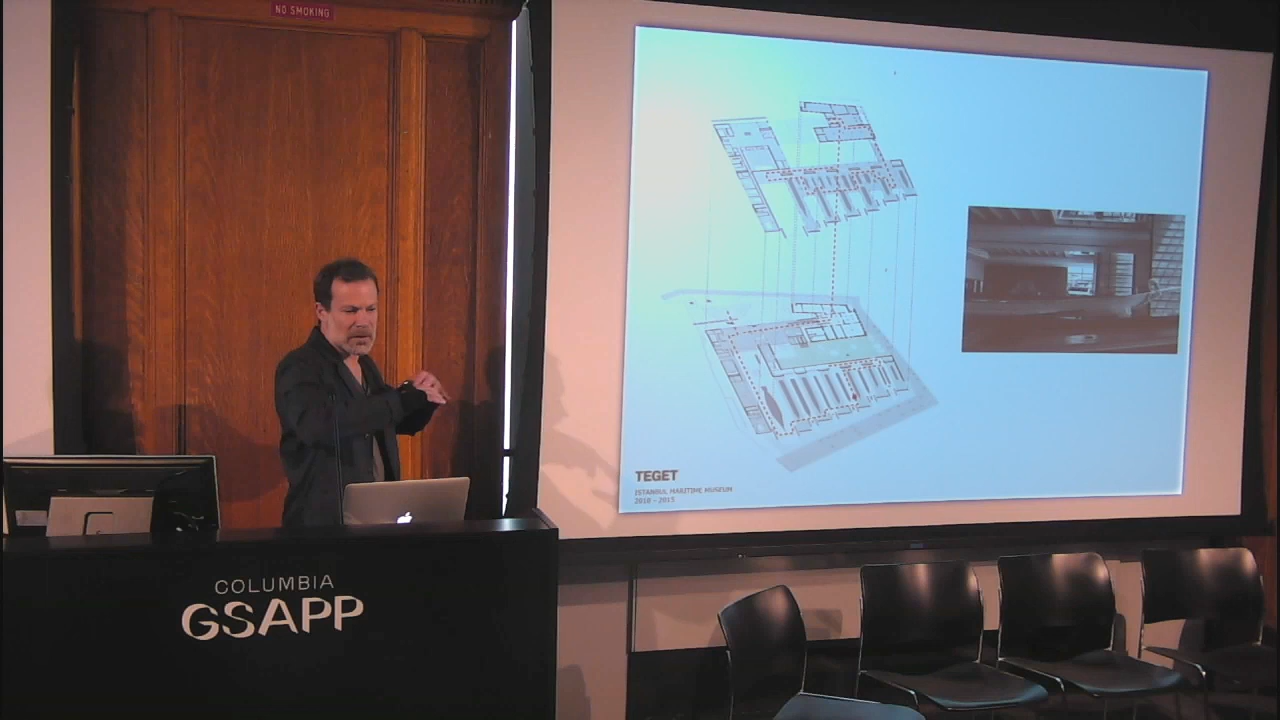 NO SMOKING
TEGET
ISTANBUL MARITIME MUSEUM
2010 - 2015
COLUMBIA
GSAPP